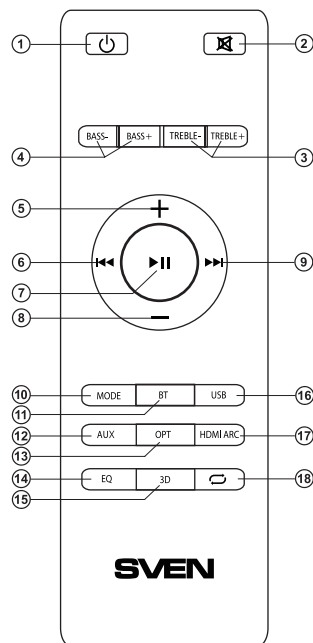 1 2
BASS- BASS+ TREBLE- TREBLE+
4 3
5 +
6 9
7
8 −
10 MODE BT USB 16
11
12 AUX OPT HDMI ARC 17
13
14 EQ 3D 18
15
SVEN